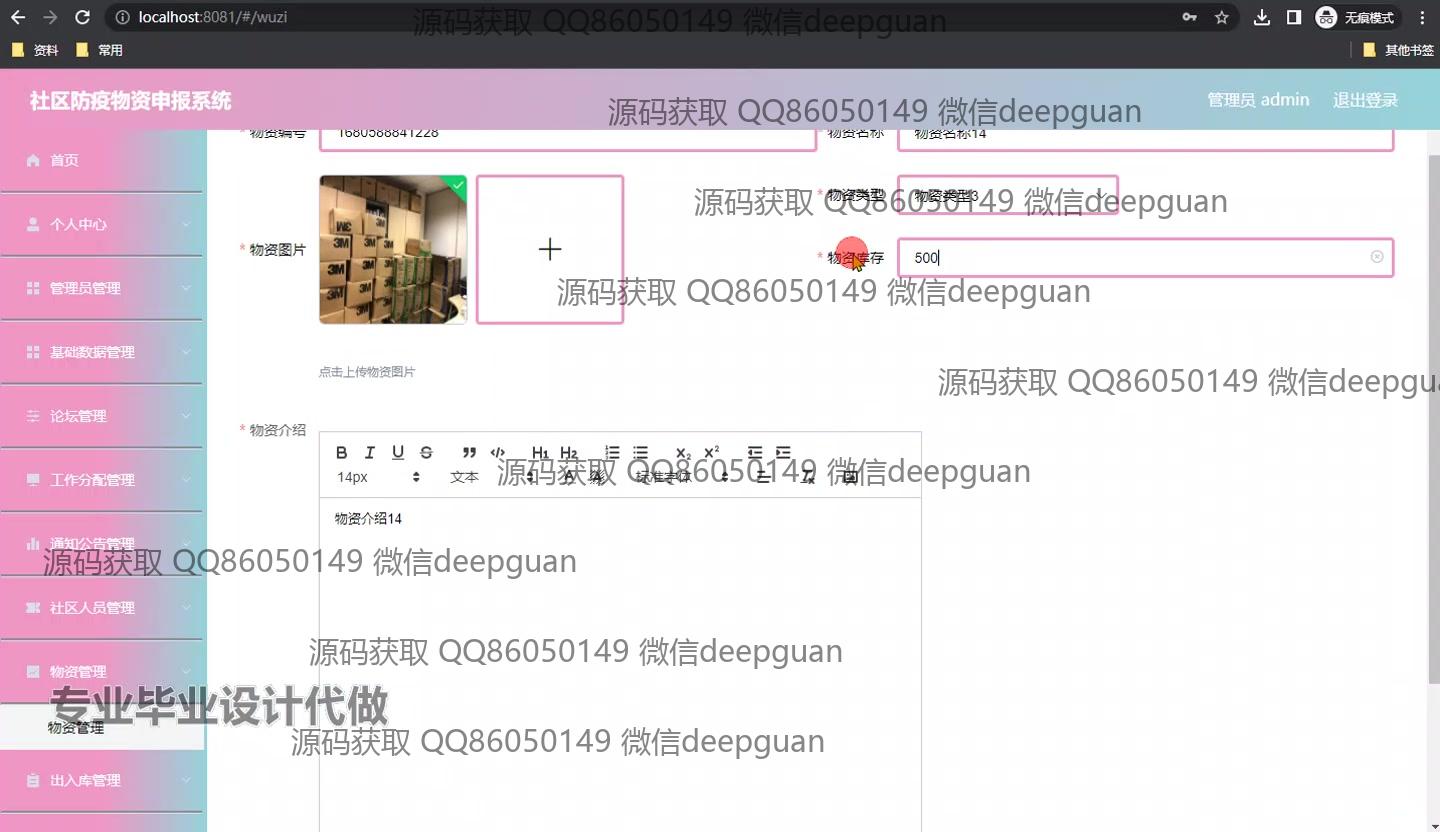 localhost:8081/#/wuzi
无痕模式
资料
常用
其他书签
源码获取 QQ86050149 微信deepguan
社区防疫物资申报系统
管理员 admin
退出登录
源码获取 QQ86050149 微信deepguan
首页
个人中心
管理员管理
基础数据管理
论坛管理
工作分配管理
通知公告管理
社区人员管理
物资管理
物资管理
出入库管理
专业毕业设计代做
* 物资编号
1680588841228
* 物资名称
物资名称14
* 物资图片
3M
* 物资类型
物资类型3
源码获取 QQ86050149 微信deepguan
* 物资库存
500
源码获取 QQ86050149 微信deepguan
点击上传物资图片
源码获取 QQ86050149 微信deepgu
* 物资介绍
B I U S H1 H2 X2 X2
14px 文本 标准字体
源码获取 QQ86050149 微信deepguan
物资介绍14
源码获取 QQ86050149 微信deepguan
源码获取 QQ86050149 微信deepguan
源码获取 QQ86050149 微信deepguan